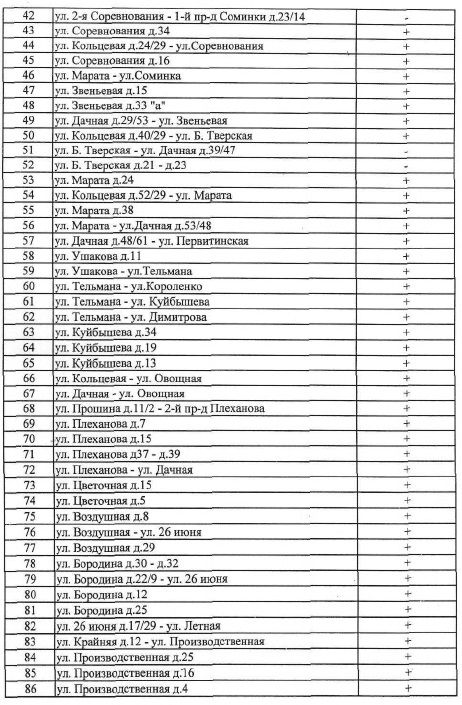 42 ул. 2-я Соревнования - 1-й пр-д Соминки д.23/14 -
43 ул. Соревнования д.34 +
44 ул. Кольцевая д.24/29 - ул.Соревнования +
45 ул. Соревнования д.16 +
46 ул. Марата - ул.Соминка +
47 ул. Звеньевая д.15 +
48 ул. Звеньевая д.33 "а" +
49 ул. Дачная д.29/53 - ул. Звеньевая +
50 ул. Кольцевая д.40/29 - ул. Б. Тверская +
51 ул. Б. Тверская - ул. Дачная д.39/47 -
52 ул. Б. Тверская д.21 - д.23 -
53 ул. Марата д.24 +
54 ул. Кольцевая д.52/29 - ул. Марата +
55 ул. Марата д.38 +
56 ул. Марата - ул.Дачная д.53/48 +
57 ул. Дачная д.48/61 - ул. Первитинская +
58 ул. Ушакова д.11 +
59 ул. Ушакова - ул.Тельмана +
60 ул. Тельмана - ул.Короленко +
61 ул. Тельмана - ул. Куйбышева +
62 ул. Тельмана - ул. Димитрова +
63 ул. Куйбышева д.34 +
64 ул. Куйбышева д.19 +
65 ул. Куйбышева д.13 +
66 ул. Кольцевая - ул. Овощная +
67 ул. Дачная - ул. Овощная +
68 ул. Прошина д.11/2 - 2-й пр-д Плеханова +
69 ул. Плеханова д.7 +
70 ул. Плеханова д.15 +
71 ул. Плеханова д37 - д.39 +
72 ул. Плеханова - ул. Дачная +
73 ул. Цветочная д.15 +
74 ул. Цветочная д.5 +
75 ул. Воздушная д.8 +
76 ул. Воздушная - ул. 26 июня +
77 ул. Воздушная д.29 +
78 ул. Бородина д.30 - д.32 +
79 ул. Бородина д.22/9 - ул. 26 июня +
80 ул. Бородина д.12 +
81 ул. Бородина д.25 +
82 ул. 26 июня д.17/29 - ул. Летная +
83 ул. Крайняя д.12 - ул. Производственная +
84 ул. Производственная д.25 +
85 ул. Производственная д.16 +
86 ул. Производственная д.4 +